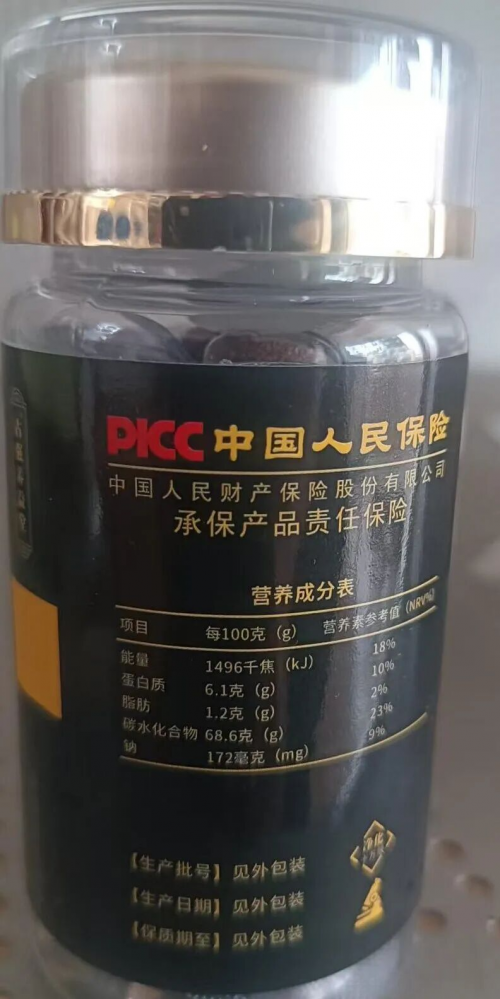 PICC 中国人民保险
中国人民财产保险股份有限公司
承保产品责任保险
营养成分表
项目 每100克（g） 营养素参考值（NRV%）
能量 1496千焦（kJ） 18%
蛋白质 6.1克（g） 10%
脂肪 1.2克（g） 2%
碳水化合物 68.6克（g） 23%
钠 172毫克（mg） 9%
【生产批号】见外包装
【生产日期】见外包装
【保质期至】见外包装
净化